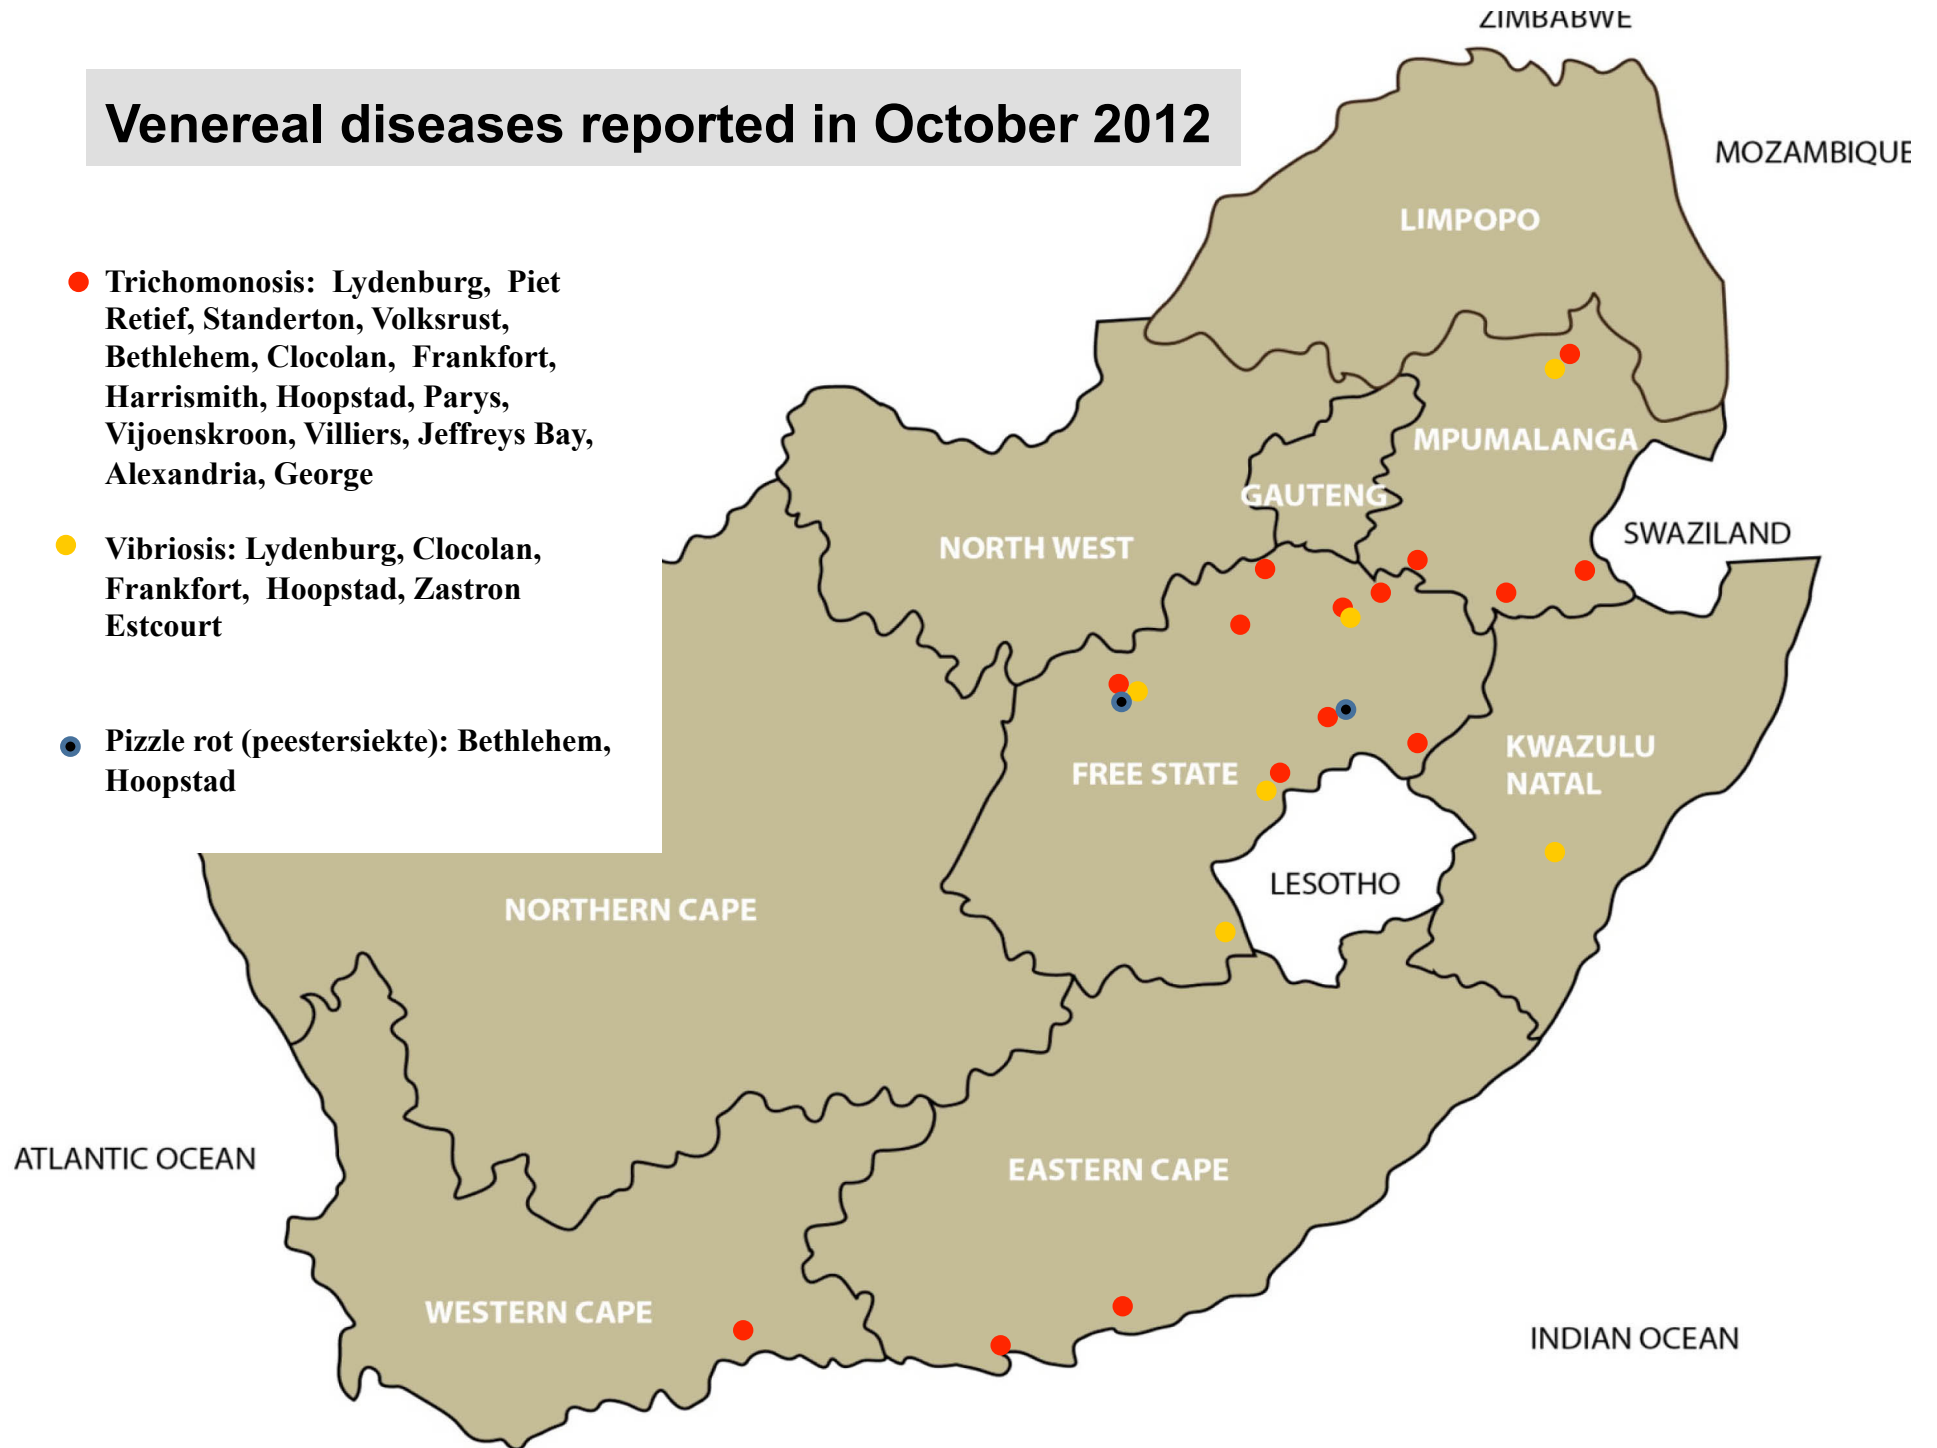 ZIMBABWE
Venereal diseases reported in October 2012
MOZAMBIQUE
LIMPOPO
Trichomonosis: Lydenburg, Piet
Retief, Standerton, Volksrust,
Bethlehem, Clocolan, Frankfort,
Harrismith, Hoopstad, Parys,
Vijoenskroon, Villiers, Jeffreys Bay,
Alexandria, George
MPUMALANGA
GAUTENG
SWAZILAND
NORTH WEST
Vibriosis: Lydenburg, Clocolan,
Frankfort, Hoopstad, Zastron
Estcourt
Pizzle rot (peestersiekte): Bethlehem,
Hoopstad
KWAZULU
NATAL
FREE STATE
LESOTHO
NORTHERN CAPE
ATLANTIC OCEAN
EASTERN CAPE
WESTERN CAPE
INDIAN OCEAN